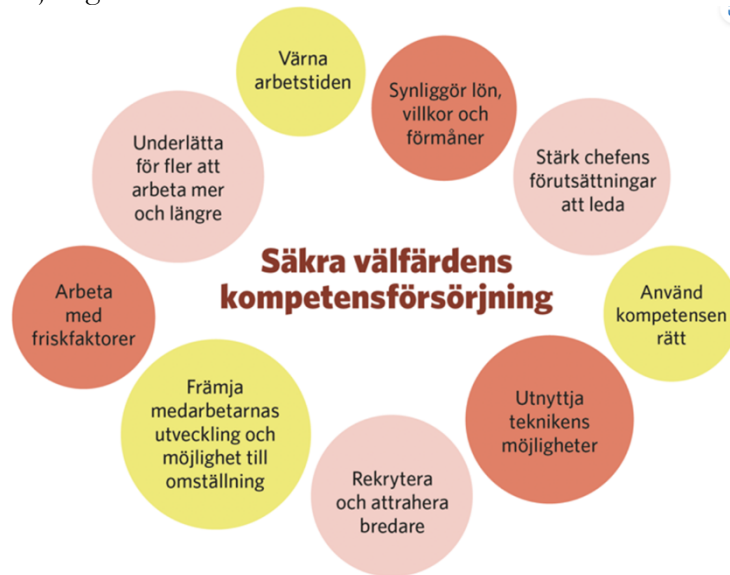 Värna
arbetstiden
Synliggör lön,
villkor och
förmåner
Stärk chefens
förutsättningar
att leda
Använd
kompetensen
rätt
Utnyttja
teknikens
möjligheter
Rekrytera
och attrahera
bredare
Främja
medarbetarnas
utveckling och
möjlighet till
omställning
Arbeta
med
friskfaktorer
Underlätta
för fler att
arbeta mer
och längre
Säkra välfärdens
kompetensförsörjning